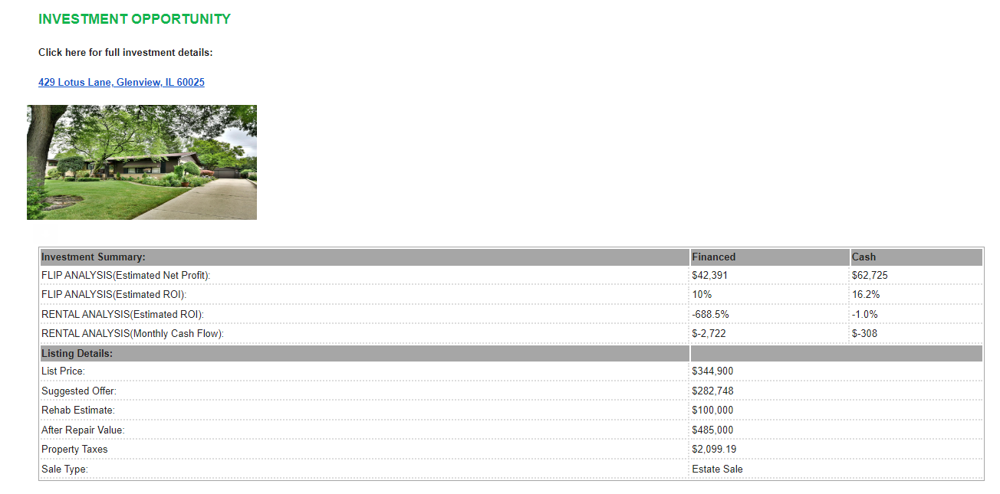 INVESTMENT OPPORTUNITY
Click here for full investment details:
429 Lotus Lane, Glenview, IL 60025
Investment Summary: Financed Cash
FLIP ANALYSIS(Estimated Net Profit): $42,391 $62,725
FLIP ANALYSIS(Estimated ROI): 10% 16.2%
RENTAL ANALYSIS(Estimated ROI): -688.5% -1.0%
RENTAL ANALYSIS(Monthly Cash Flow): $-2,722 $-308
Listing Details:
List Price: $344,900
Suggested Offer: $282,748
Rehab Estimate: $100,000
After Repair Value: $485,000
Property Taxes $2,099.19
Sale Type: Estate Sale